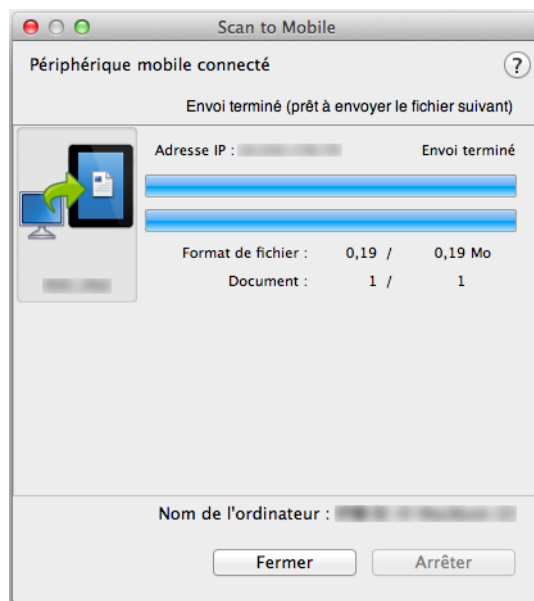 Scan to Mobile
Périphérique mobile connecté
?
Envoi terminé (prêt à envoyer le fichier suivant)
Adresse IP : Envoi terminé
Format de fichier : 0,19 / 0,19 Mo
Document : 1 / 1
Nom de l'ordinateur :
Fermer Arrêter